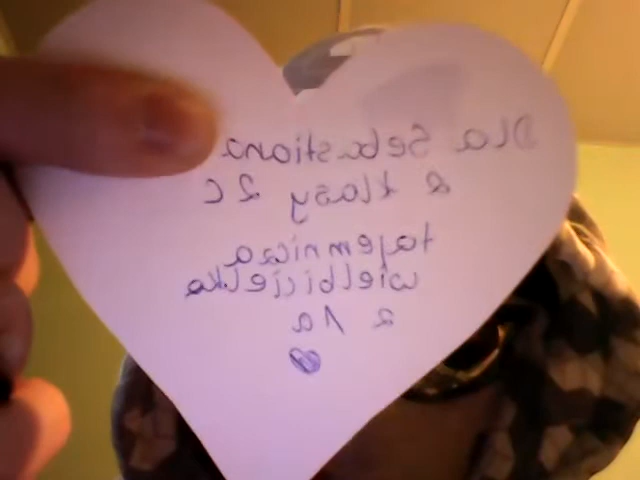 Dla Sebastiana
z klasy 2c
tajemnicza
wielbicielka
z 1a